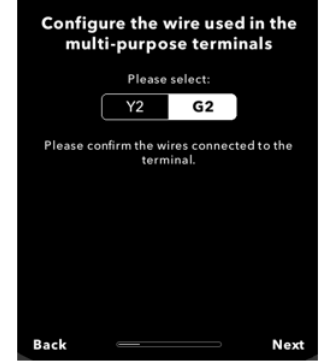 Configure the wire used in the
multi-purpose terminals
Please select:
Y2 G2
Please confirm the wires connected to the
terminal.
Back Next